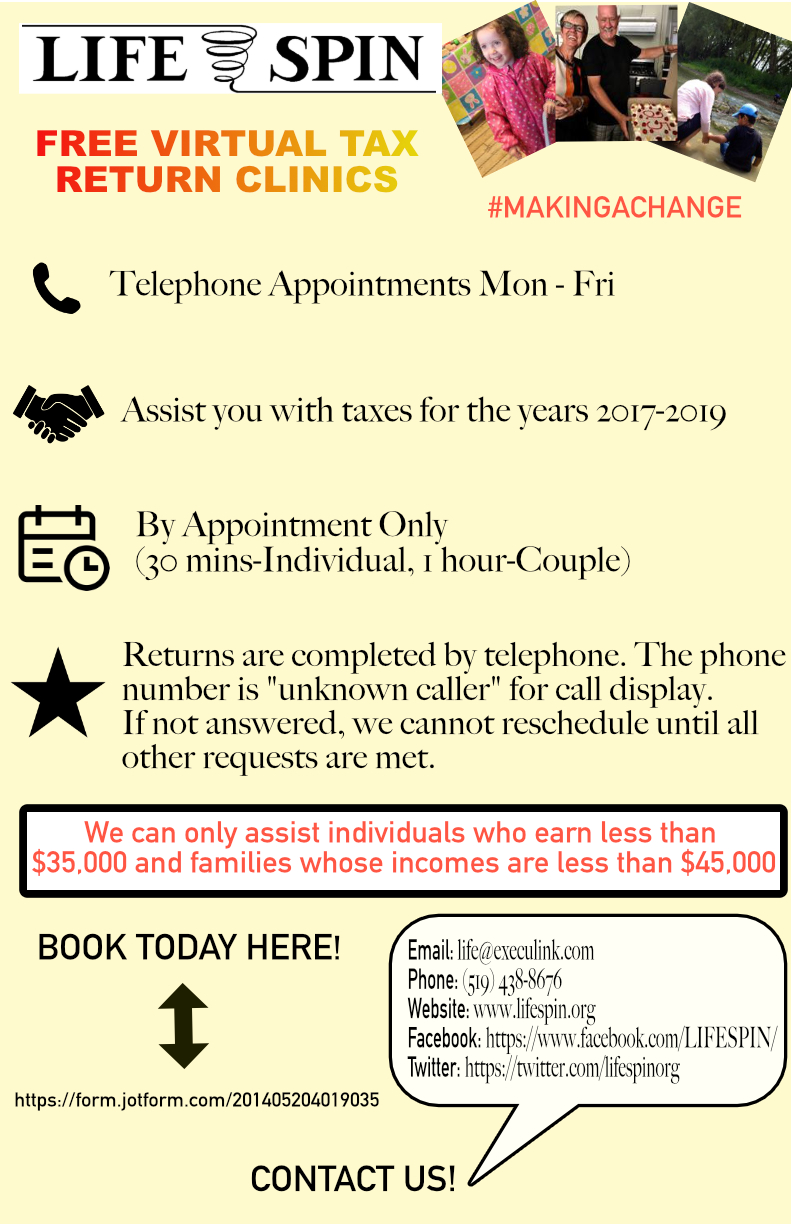 LIFE SPIN
FREE VIRTUAL TAX
RETURN CLINICS
#MAKINGACHANGE
Telephone Appointments Mon - Fri
Assist you with taxes for the years 2017-2019
By Appointment Only
(30 mins-Individual, 1 hour-Couple)
Returns are completed by telephone. The phone
number is "unknown caller" for call display.
If not answered, we cannot reschedule until all
other requests are met.
We can only assist individuals who earn less than
$35,000 and families whose incomes are less than $45,000
BOOK TODAY HERE!
https://form.jotform.com/201405204019035
Email: life@execulink.com
Phone: (519) 438-8676
Website: www.lifespin.org
Facebook: https://www.facebook.com/LIFESPIN/
Twitter: https://twitter.com/lifespinorg
CONTACT US!